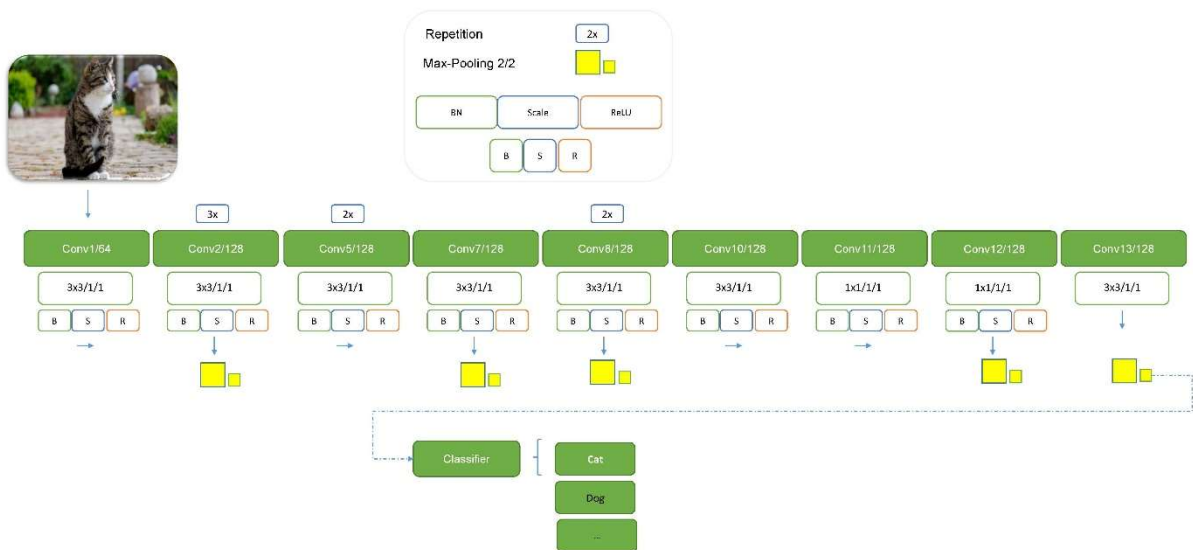 Repetition 2x
Max-Pooling 2/2
BN Scale ReLU
B S R
3x 2x 2x
Conv1/64 Conv2/128 Conv5/128 Conv7/128 Conv8/128 Conv10/128 Conv11/128 Conv12/128 Conv13/128
3x3/1/1 3x3/1/1 3x3/1/1 3x3/1/1 3x3/1/1 3x3/1/1 1x1/1/1 1x1/1/1 3x3/1/1
B S R B S R B S R B S R B S R B S R B S R B S R
Classifier Cat
Dog
...